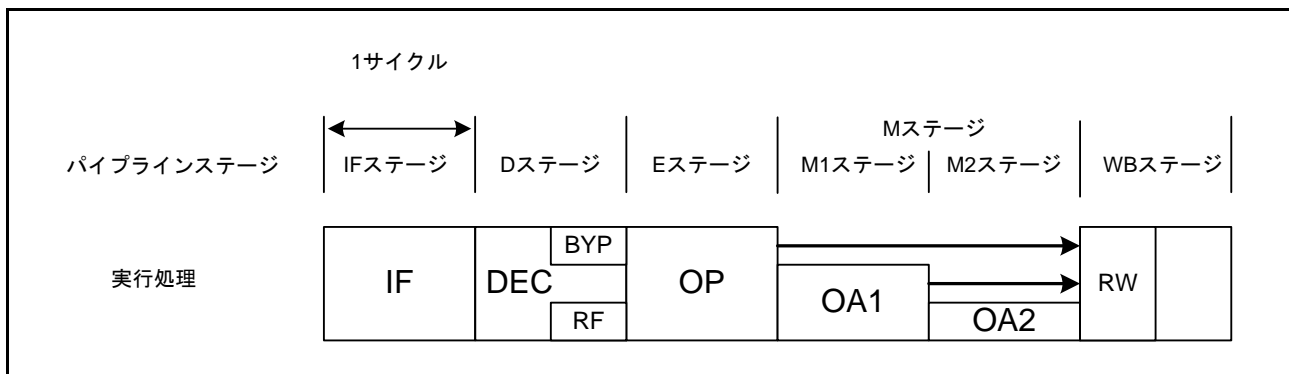 1サイクル
Mステージ
パイプラインステージ IFステージ Dステージ Eステージ M1ステージ M2ステージ WBステージ
実行処理 IF DEC BYP RF OP OA1 OA2 RW